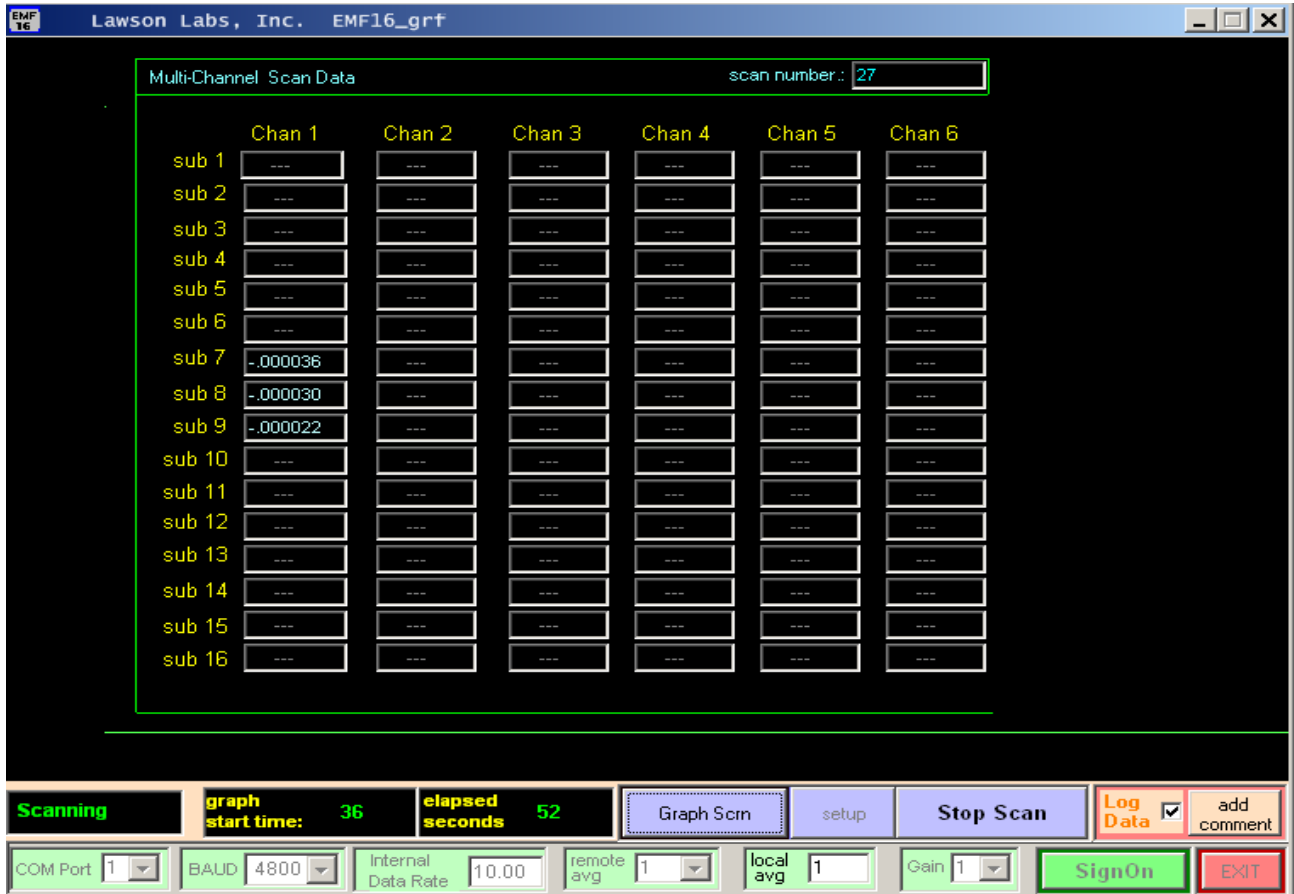 EMF 16 Lawson Labs, Inc. EMF16_grf
Multi-Channel Scan Data scan number.: 27
Chan 1 Chan 2 Chan 3 Chan 4 Chan 5 Chan 6
sub 1 --- --- --- --- --- ---
sub 2 --- --- --- --- --- ---
sub 3 --- --- --- --- --- ---
sub 4 --- --- --- --- --- ---
sub 5 --- --- --- --- --- ---
sub 6 --- --- --- --- --- ---
sub 7 -.000036 --- --- --- --- ---
sub 8 -.000030 --- --- --- --- ---
sub 9 -.000022 --- --- --- --- ---
sub 10 --- --- --- --- --- ---
sub 11 --- --- --- --- --- ---
sub 12 --- --- --- --- --- ---
sub 13 --- --- --- --- --- ---
sub 14 --- --- --- --- --- ---
sub 15 --- --- --- --- --- ---
sub 16 --- --- --- --- --- ---
Scanning
graph
start time: 36
elapsed
seconds 52
Graph Scrn
setup
Stop Scan
Log
Data
add
comment
COM Port 1
BAUD 4800
Internal
Data Rate 10.00
remote
avg 1
local
avg 1
Gain 1
SignOn
EXIT